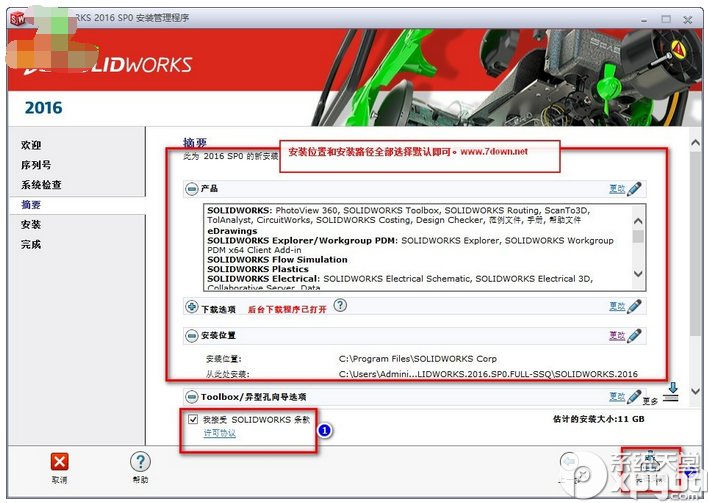 RKS 2016 SP0 安装管理程序
SOLIDWORKS
2016
欢迎
序列号
系统检查
摘要
安装
完成
摘要
此为 2016 SP0 的新安装
安装位置和安装路径全部选择默认即可。www.7down.net
产品
更改
SOLIDWORKS: PhotoView 360, SOLIDWORKS Toolbox, SOLIDWORKS Routing, ScanTo3D,
TolAnalyst, CircuitWorks, SOLIDWORKS Costing, Design Checker, 范例文件, 手册, 帮助文件
eDrawings
SOLIDWORKS Explorer/Workgroup PDM: SOLIDWORKS Explorer, SOLIDWORKS Workgroup
PDM x64 Client Add-in
SOLIDWORKS Flow Simulation
SOLIDWORKS Plastics
SOLIDWORKS Electrical: SOLIDWORKS Electrical Schematic, SOLIDWORKS Electrical 3D,
Collaborative Server, Data
下载选项 后台下载程序已打开 ?
更改
安装位置
更改
安装位置: C:\Program Files\SOLIDWORKS Corp
从此处安装: C:\Users\Admini...LIDWORKS.2016.SP0.FULL-SSQ\SOLIDWORKS.2016
Toolbox/异型孔向导选项
更改
更多
我接受 SOLIDWORKS 条款
许可协议
1
估计的安装大小:11 GB
取消
帮助
系统天堂